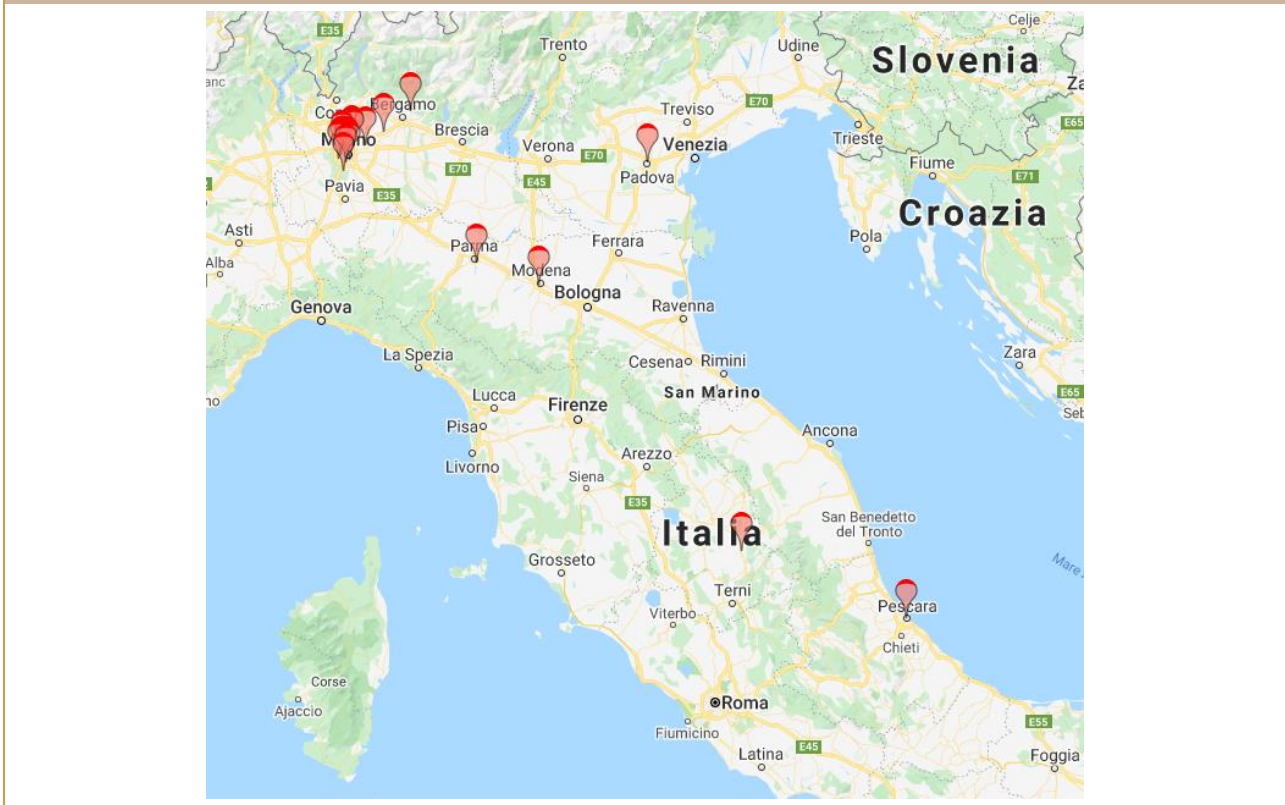 E35
Celje
Trento
Udine
Slovenia
Bergamo
Treviso
E70
E65
Brescia
Verona
E70
Venezia
Trieste
Fiume
Padova
E70
E45
E71
Pavia
E35
Croazia
Asti
Alba
Ferrara
Pola
Parma
Modena
Bologna
Genova
Ravenna
La Spezia
Cesena
Rimini
Zara
San Marino
E65
Lucca
Firenze
Pisa
Ancona
Livorno
Arezzo
Siena
E35
San Benedetto
del Tronto
Italia
Mare
Grosseto
Terni
Viterbo
Pescara
Chieti
Corse
Ajaccio
Roma
Fiumicino
E55
Latina
E45
Foggia